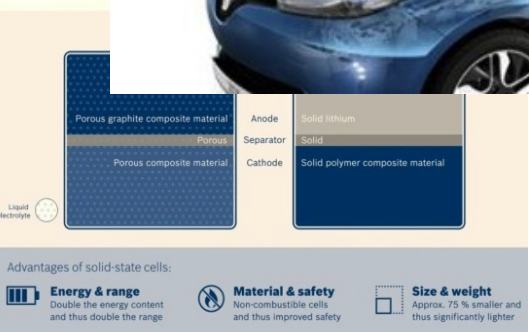 Porous graphite composite material Anode Solid lithium
Porous Separator Solid
Porous composite material Cathode Solid polymer composite material
Liquid
electrolyte
Advantages of solid-state cells:
Energy & range
Double the energy content
and thus double the range
Material & safety
Non-combustible cells
and thus improved safety
Size & weight
Approx. 75 % smaller and
thus significantly lighter